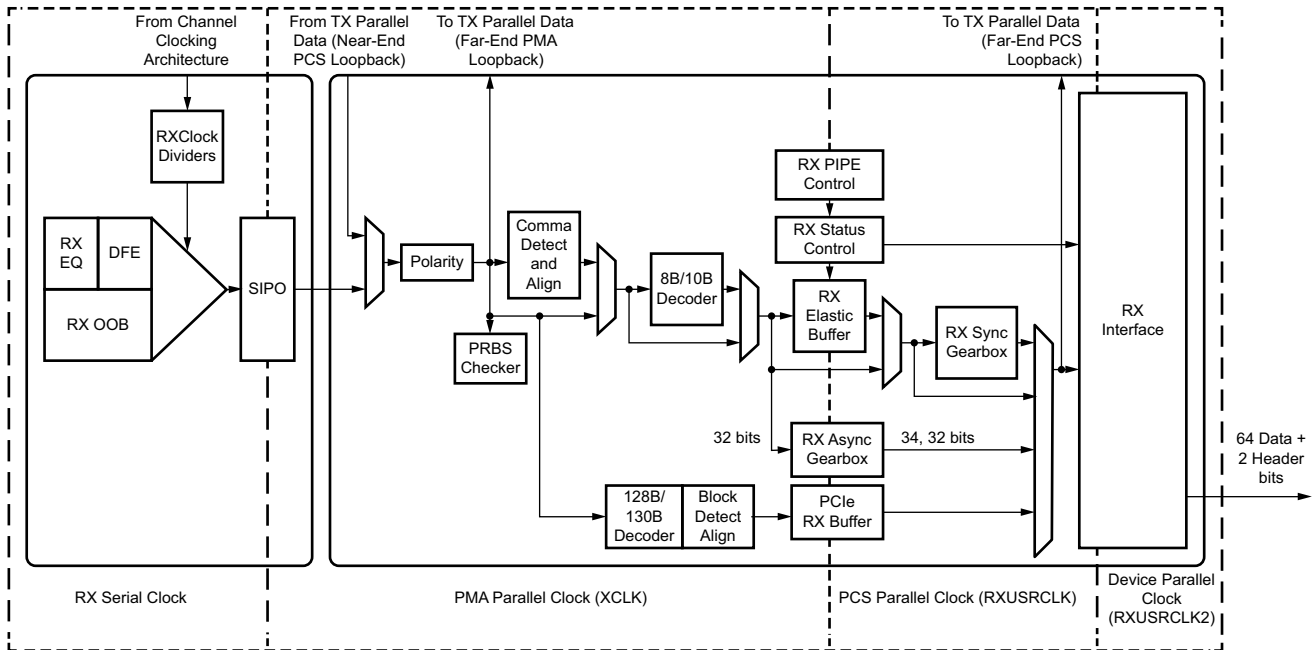 From Channel
Clocking
Architecture
From TX Parallel
Data (Near-End
PCS Loopback)
To TX Parallel Data
(Far-End PMA
Loopback)
To TX Parallel Data
(Far-End PCS
Loopback)
RXClock
Dividers
RX
EQ
DFE
RX OOB
SIPO
Polarity
Comma
Detect
and
Align
PRBS
Checker
8B/10B
Decoder
RX PIPE
Control
RX Status
Control
RX
Elastic
Buffer
RX Sync
Gearbox
RX
Interface
32 bits
RX Async
Gearbox
34, 32 bits
128B/
130B
Decoder
Block
Detect
Align
PCIe
RX Buffer
64 Data +
2 Header
bits
RX Serial Clock
PMA Parallel Clock (XCLK)
PCS Parallel Clock (RXUSRCLK)
Device Parallel
Clock
(RXUSRCLK2)